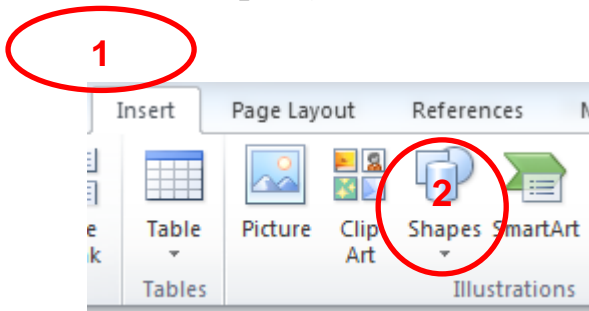 1
Insert Page Layout References
2
Table Picture Clip Art Shapes SmartArt
Tables Illustrations